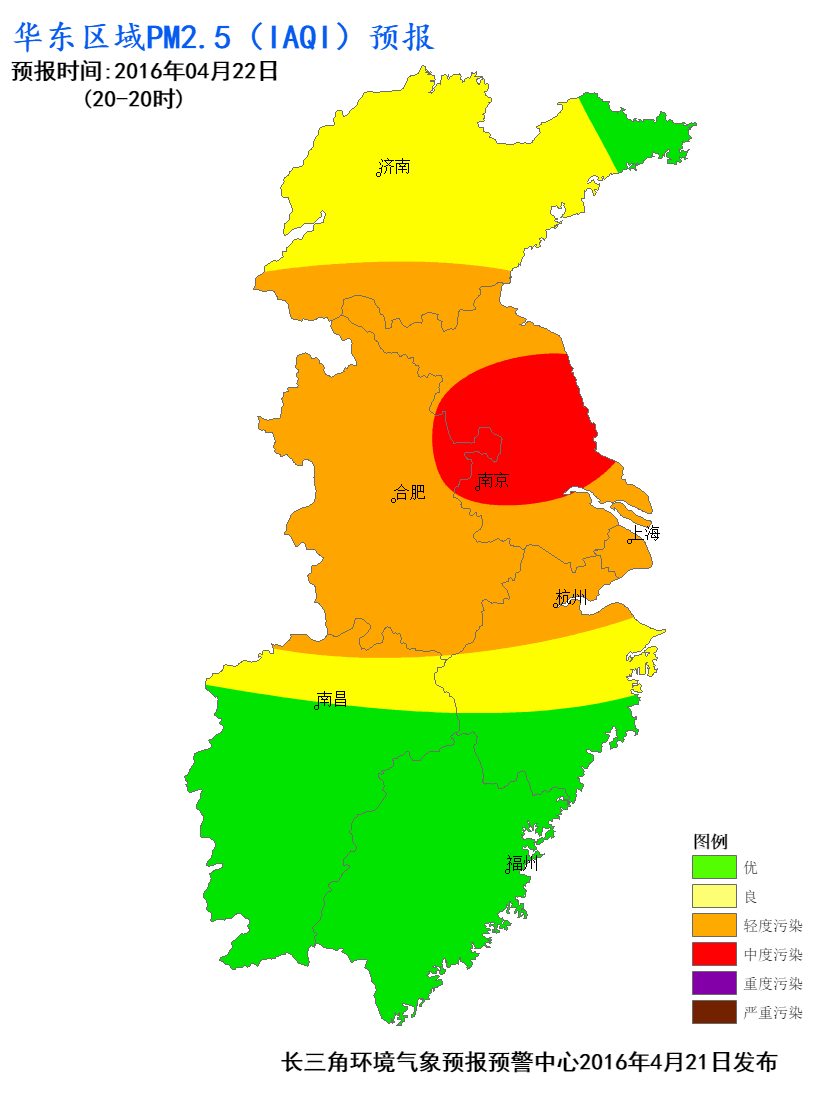 华东区域PM2.5（IAQI）预报
预报时间:2016年04月22日
(20-20时)
济南
南京
合肥
上海
杭州
南昌
福州
图例
优
良
轻度污染
中度污染
重度污染
严重污染
长三角环境气象预报预警中心2016年4月21日发布